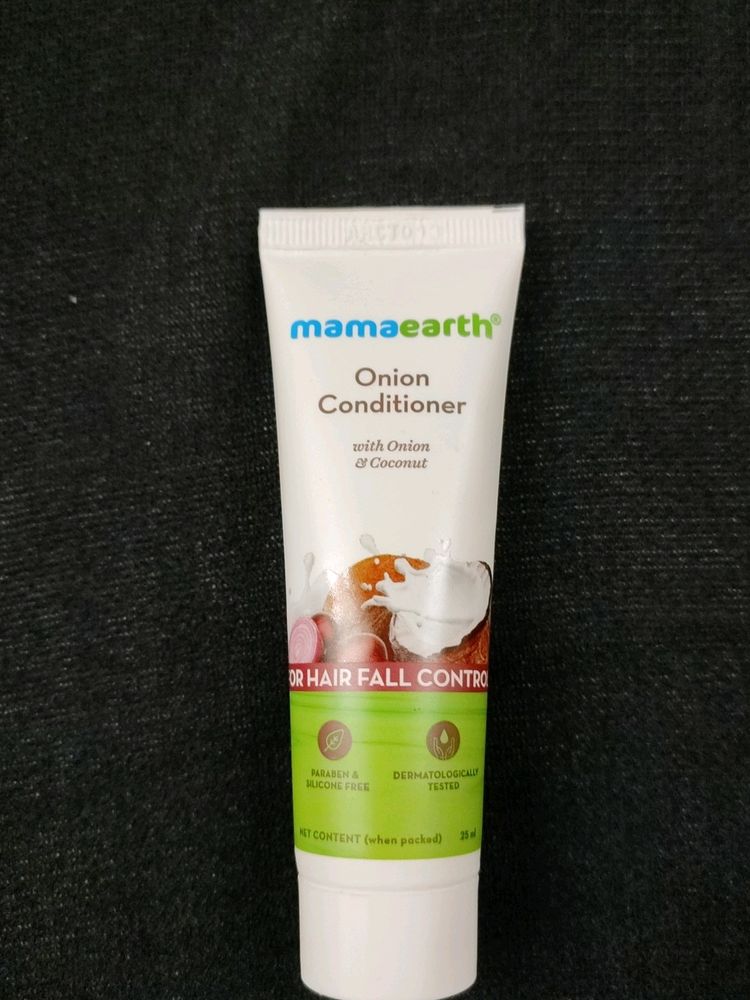 mamaearth®
Onion
Conditioner
with Onion
& Coconut
OR HAIR FALL CONTRO
PARABEN &
SILICONE FREE
DERMATOLOGICALLY
TESTED
NET CONTENT (when packed) 25 ml